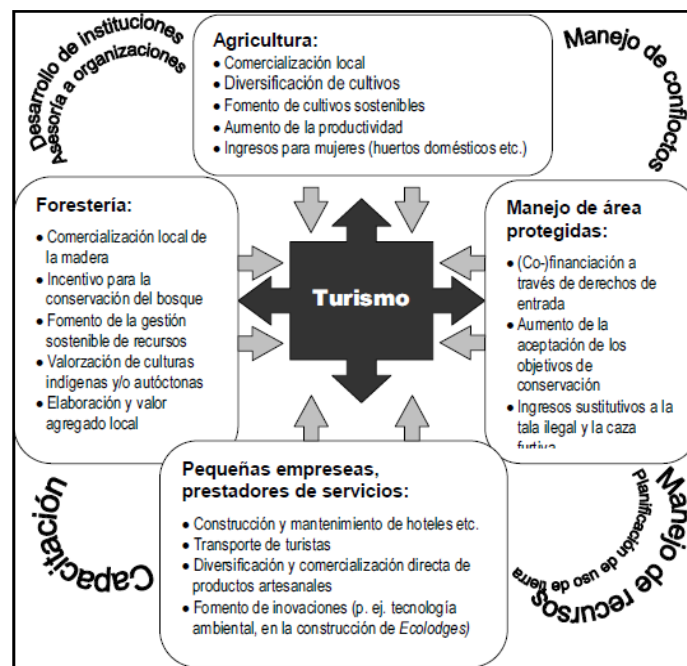 Desarrollo de instituciones
Asesoría a organizaciones
Agricultura:
• Comercialización local
• Diversificación de cultivos
• Fomento de cultivos sostenibles
• Aumento de la productividad
• Ingresos para mujeres (huertos domésticos etc.)
Manejo de confloctos
Forestería:
• Comercialización local de
la madera
• Incentivo para la
conservación del bosque
• Fomento de la gestión
sostenible de recursos
• Valorzación de culturas
indígenas y/o autóctonas
• Elaboración y valor
agregado local
Turismo
Manejo de área
protegidas:
• (Co-)financiación a
través de derechos de
entrada
• Aumento de la
aceptación de los
objetivos de
conservación
• Ingresos sustitutivos a la
tala ilegal y la caza
furtiva
Capacitación
Pequeñas empreseas,
prestadores de servicios:
• Construcción y mantenimiento de hoteles etc.
• Transporte de turistas
• Diversificación y comercialización directa de
productos artesanales
• Fomento de inovaciones (p. ej. tecnología
ambiental, en la construcción de Ecolodges)
Manejo de recursos
Planificación de uso de tierra